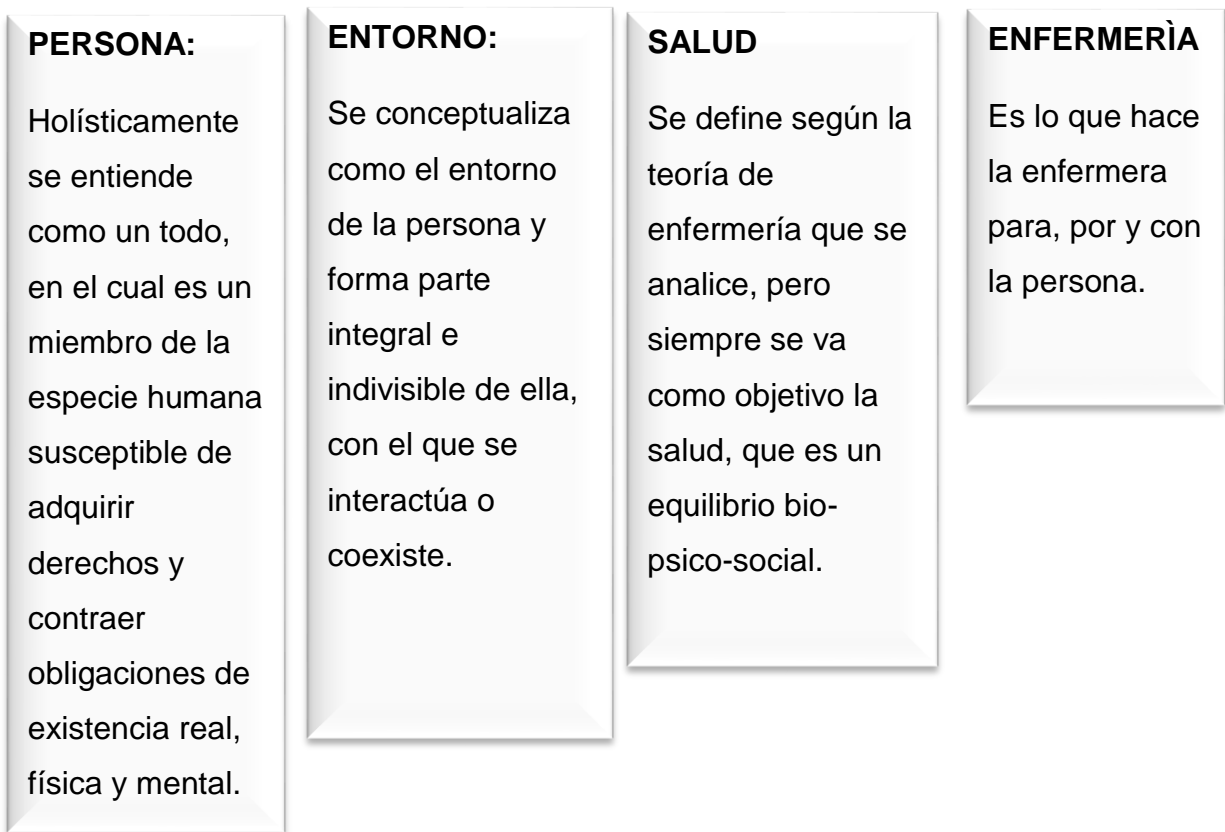 PERSONA:
Holísticamente
se entiende
como un todo,
en el cual es un
miembro de la
especie humana
susceptible de
adquirir
derechos y
contraer
obligaciones de
existencia real,
física y mental.
ENTORNO:
Se conceptualiza
como el entorno
de la persona y
forma parte
integral e
indivisible de ella,
con el que se
interactúa o
coexiste.
SALUD
Se define según la
teoría de
enfermería que se
analice, pero
siempre se va
como objetivo la
salud, que es un
equilibrio bio-
psico-social.
ENFERMERÌA
Es lo que hace
la enfermera
para, por y con
la persona.